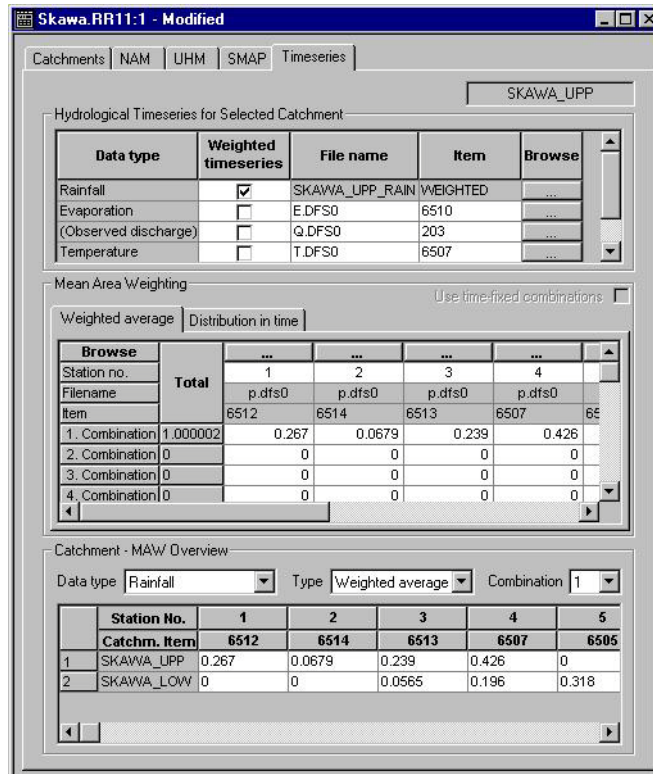 Skawa.RR11:1 - Modified
Catchments NAM UHM SMAP Timeseries
SKAWA_UPP
Hydrological Timeseries for Selected Catchment
Data type Weighted timeseries File name Item Browse
Rainfall SKAWA_UPP_RAIN WEIGHTED ...
Evaporation E.DFS0 6510 ...
(Observed discharge) Q.DFS0 203 ...
Temperature T.DFS0 6507 ...
Mean Area Weighting
Use time-fixed combinations
Weighted average Distribution in time
Browse Total ... ... ... ...
Station no. 1 2 3 4
Filename p.dfs0 p.dfs0 p.dfs0 p.dfs0
Item 6512 6514 6513 6507 65
1. Combination 1.000002 0.267 0.0679 0.239 0.426
2. Combination 0 0 0 0 0
3. Combination 0 0 0 0 0
4. Combination 0 0 0 0 0
Catchment - MAW Overview
Data type Rainfall Type Weighted average Combination 1
Station No. 1 2 3 4 5
Catchm. Item 6512 6514 6513 6507 6505
1 SKAWA_UPP 0.267 0.0679 0.239 0.426 0
2 SKAWA_LOW 0 0 0.0565 0.196 0.318